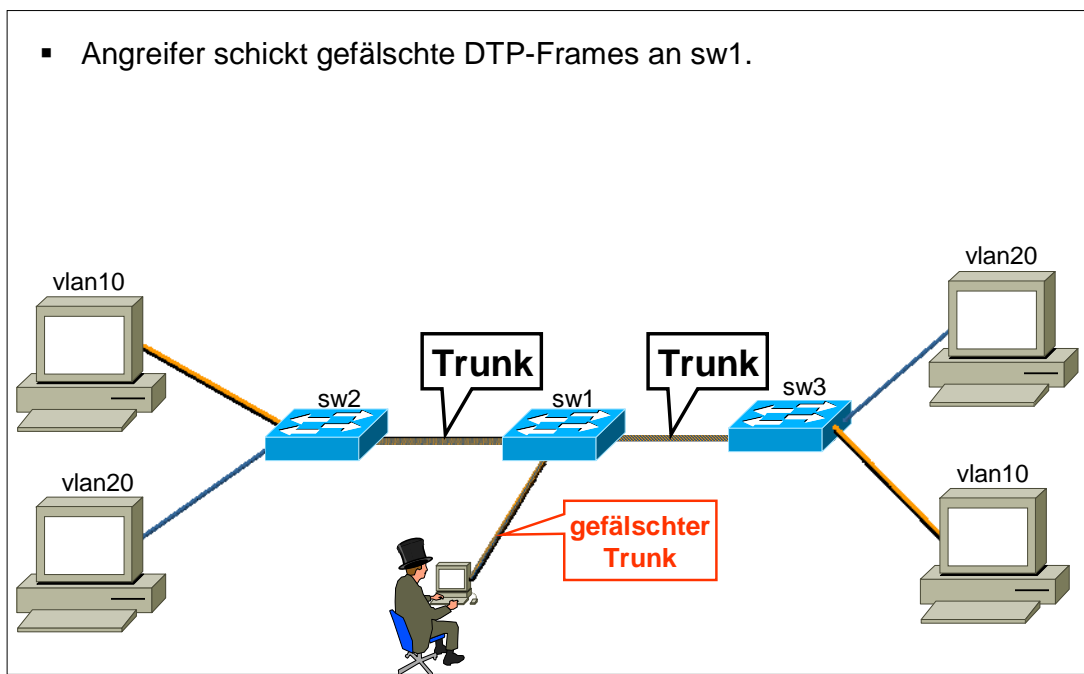 ▪ Angreifer schickt gefälschte DTP-Frames an sw1.
vlan10
vlan20
Trunk
Trunk
sw2
sw1
sw3
vlan20
vlan10
gefälschter
Trunk